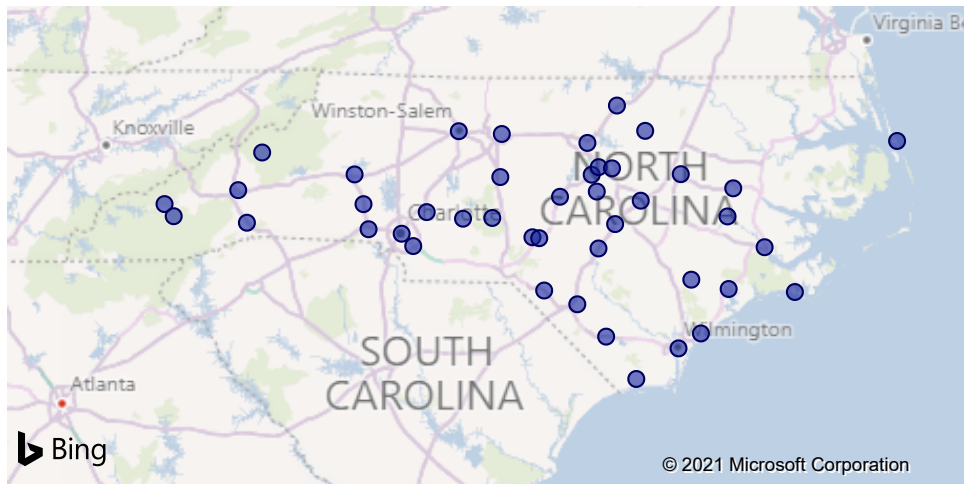 Virginia Be
Winston-Salem
Knoxville
NORTH
CAROLINA
Charlotte
Wilmington
SOUTH
CAROLINA
Atlanta
Bing
© 2021 Microsoft Corporation